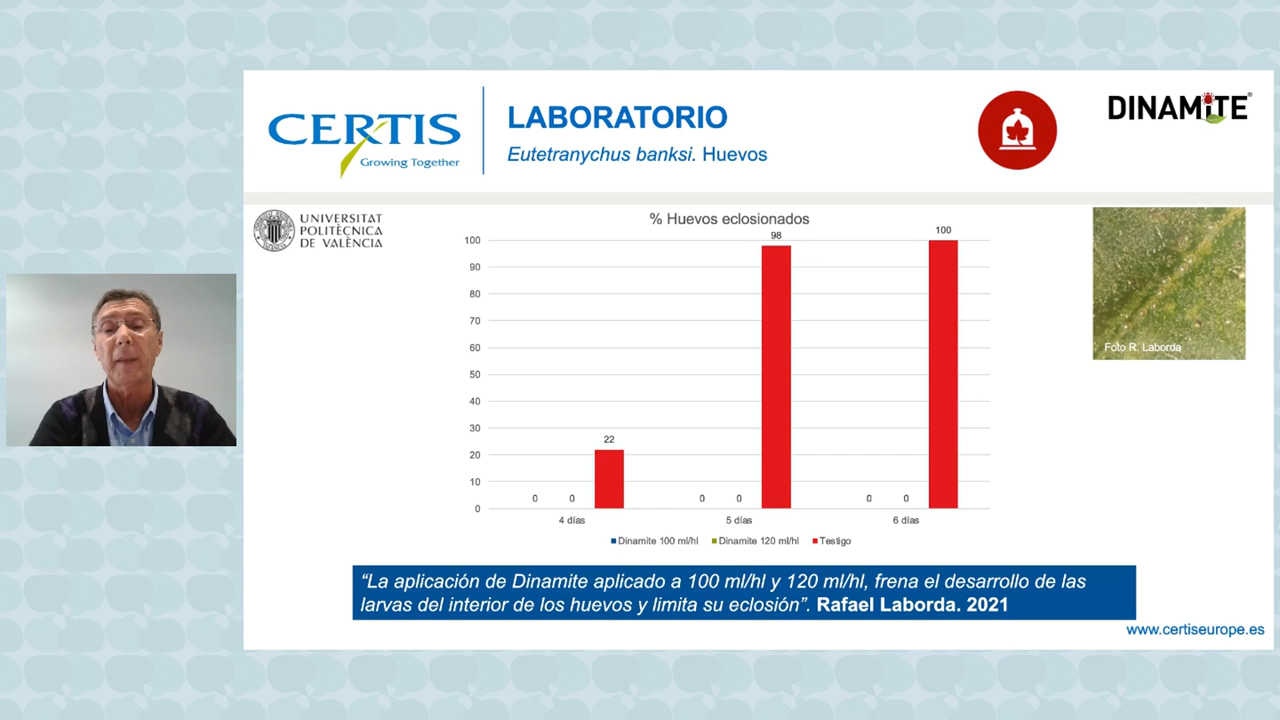 CERTIS
Growing Together
LABORATORIO
Eutetranychus banksi. Huevos
DINAMITE®
UNIVERSITAT
POLITÈCNICA
DE VALÈNCIA
% Huevos eclosionados
100
90
80
70
60
50
40
30
20
10
0
0 0 22
0 0 98
0 0 100
4 días 5 días 6 días
Dinamite 100 ml/hl Dinamite 120 ml/hl Testigo
Foto R. Laborda
“La aplicación de Dinamite aplicado a 100 ml/hl y 120 ml/hl, frena el desarrollo de las
larvas del interior de los huevos y limita su eclosión”. Rafael Laborda. 2021
www.certiseurope.es